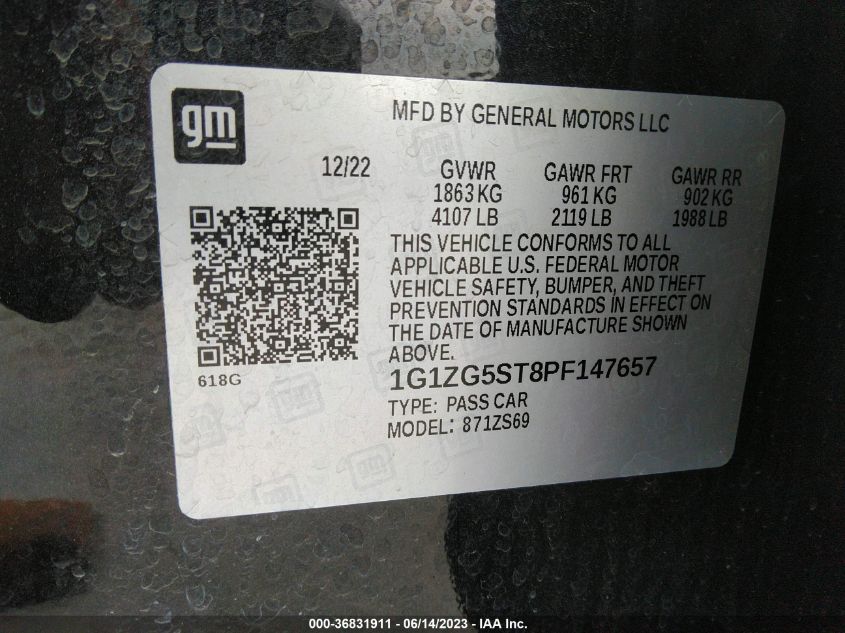 gm
MFD BY GENERAL MOTORS LLC
12/22 GVWR GAWR FRT GAWR RR
1863 KG 961 KG 902 KG
4107 LB 2119 LB 1988 LB
THIS VEHICLE CONFORMS TO ALL
APPLICABLE U.S. FEDERAL MOTOR
VEHICLE SAFETY, BUMPER, AND THEFT
PREVENTION STANDARDS IN EFFECT ON
THE DATE OF MANUFACTURE SHOWN
ABOVE.
618G
1G1ZG5ST8PF147657
TYPE: PASS CAR
MODEL: 871ZS69
000-36831911 - 06/14/2023 - IAA Inc.